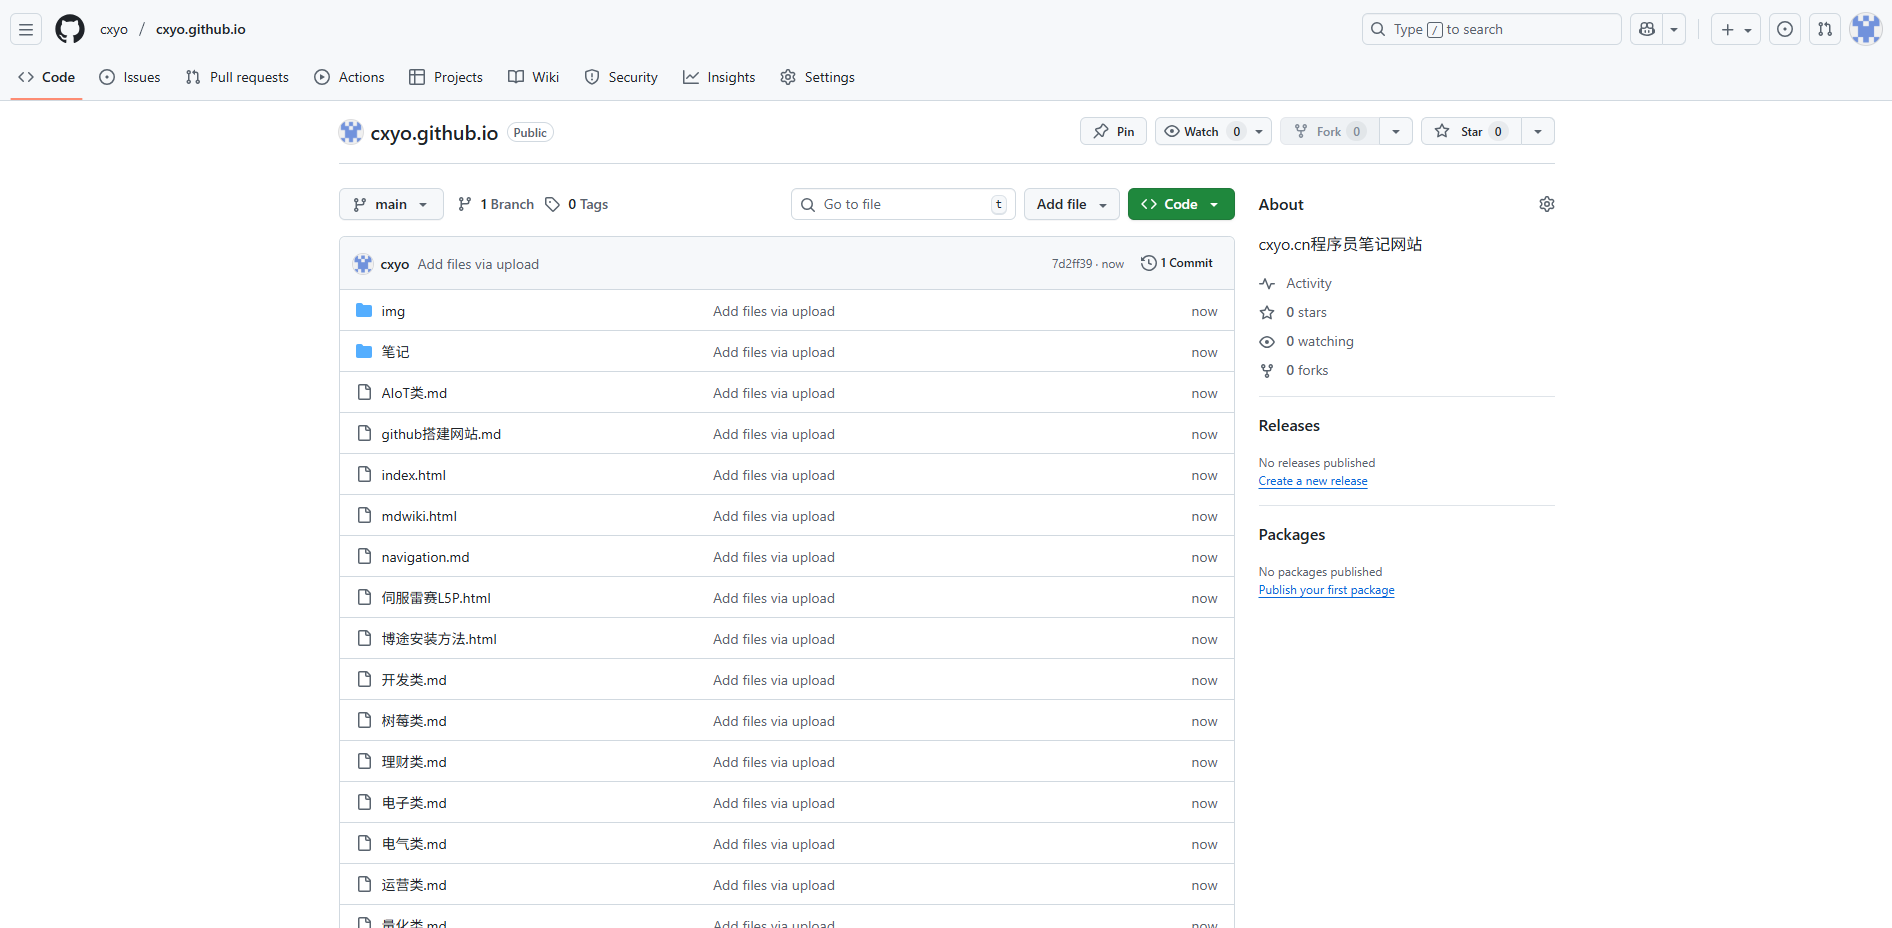 cxyo / cxyo.github.io
Type / to search
Code Issues Pull requests Actions Projects Wiki Security Insights Settings
cxyo.github.io Public
Pin Watch 0 Fork 0 Star 0
main 1 Branch 0 Tags
Go to file t Add file Code
cxyo Add files via upload 7d2ff39 · now 1 Commit
img Add files via upload now
笔记 Add files via upload now
AIoT类.md Add files via upload now
github搭建网站.md Add files via upload now
index.html Add files via upload now
mdwiki.html Add files via upload now
navigation.md Add files via upload now
伺服雷赛L5P.html Add files via upload now
博途安装方法.html Add files via upload now
开发类.md Add files via upload now
树莓类.md Add files via upload now
理财类.md Add files via upload now
电子类.md Add files via upload now
电气类.md Add files via upload now
运营类.md Add files via upload now
量化类.md Add files via upload now
About
cxyo.cn程序员笔记网站
Activity
0 stars
0 watching
0 forks
Releases
No releases published
Create a new release
Packages
No packages published
Publish your first package